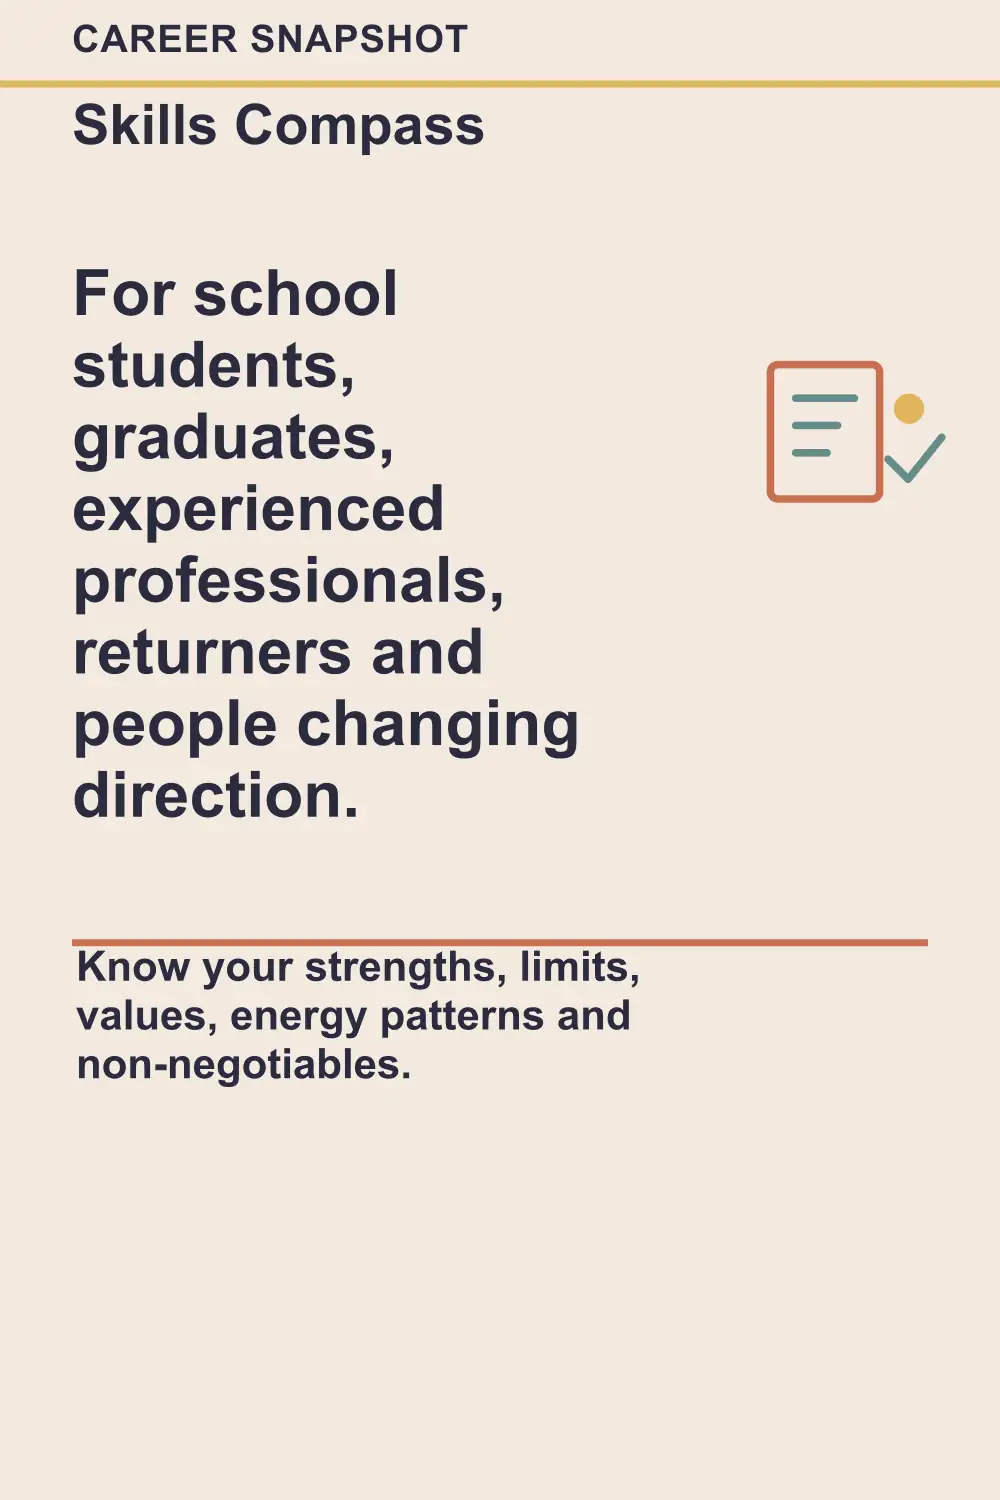 CAREER SNAPSHOT
Skills Compass
For school
students,
graduates,
experienced
professionals,
returners and
people changing
direction.
Know your strengths, limits,
values, energy patterns and
non-negotiables.